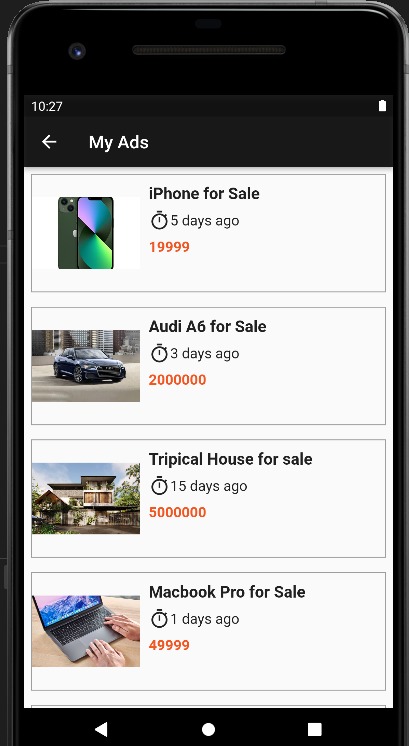 10:27
My Ads
iPhone for Sale
5 days ago
19999
Audi A6 for Sale
3 days ago
2000000
Tripical House for sale
15 days ago
5000000
Macbook Pro for Sale
1 days ago
49999